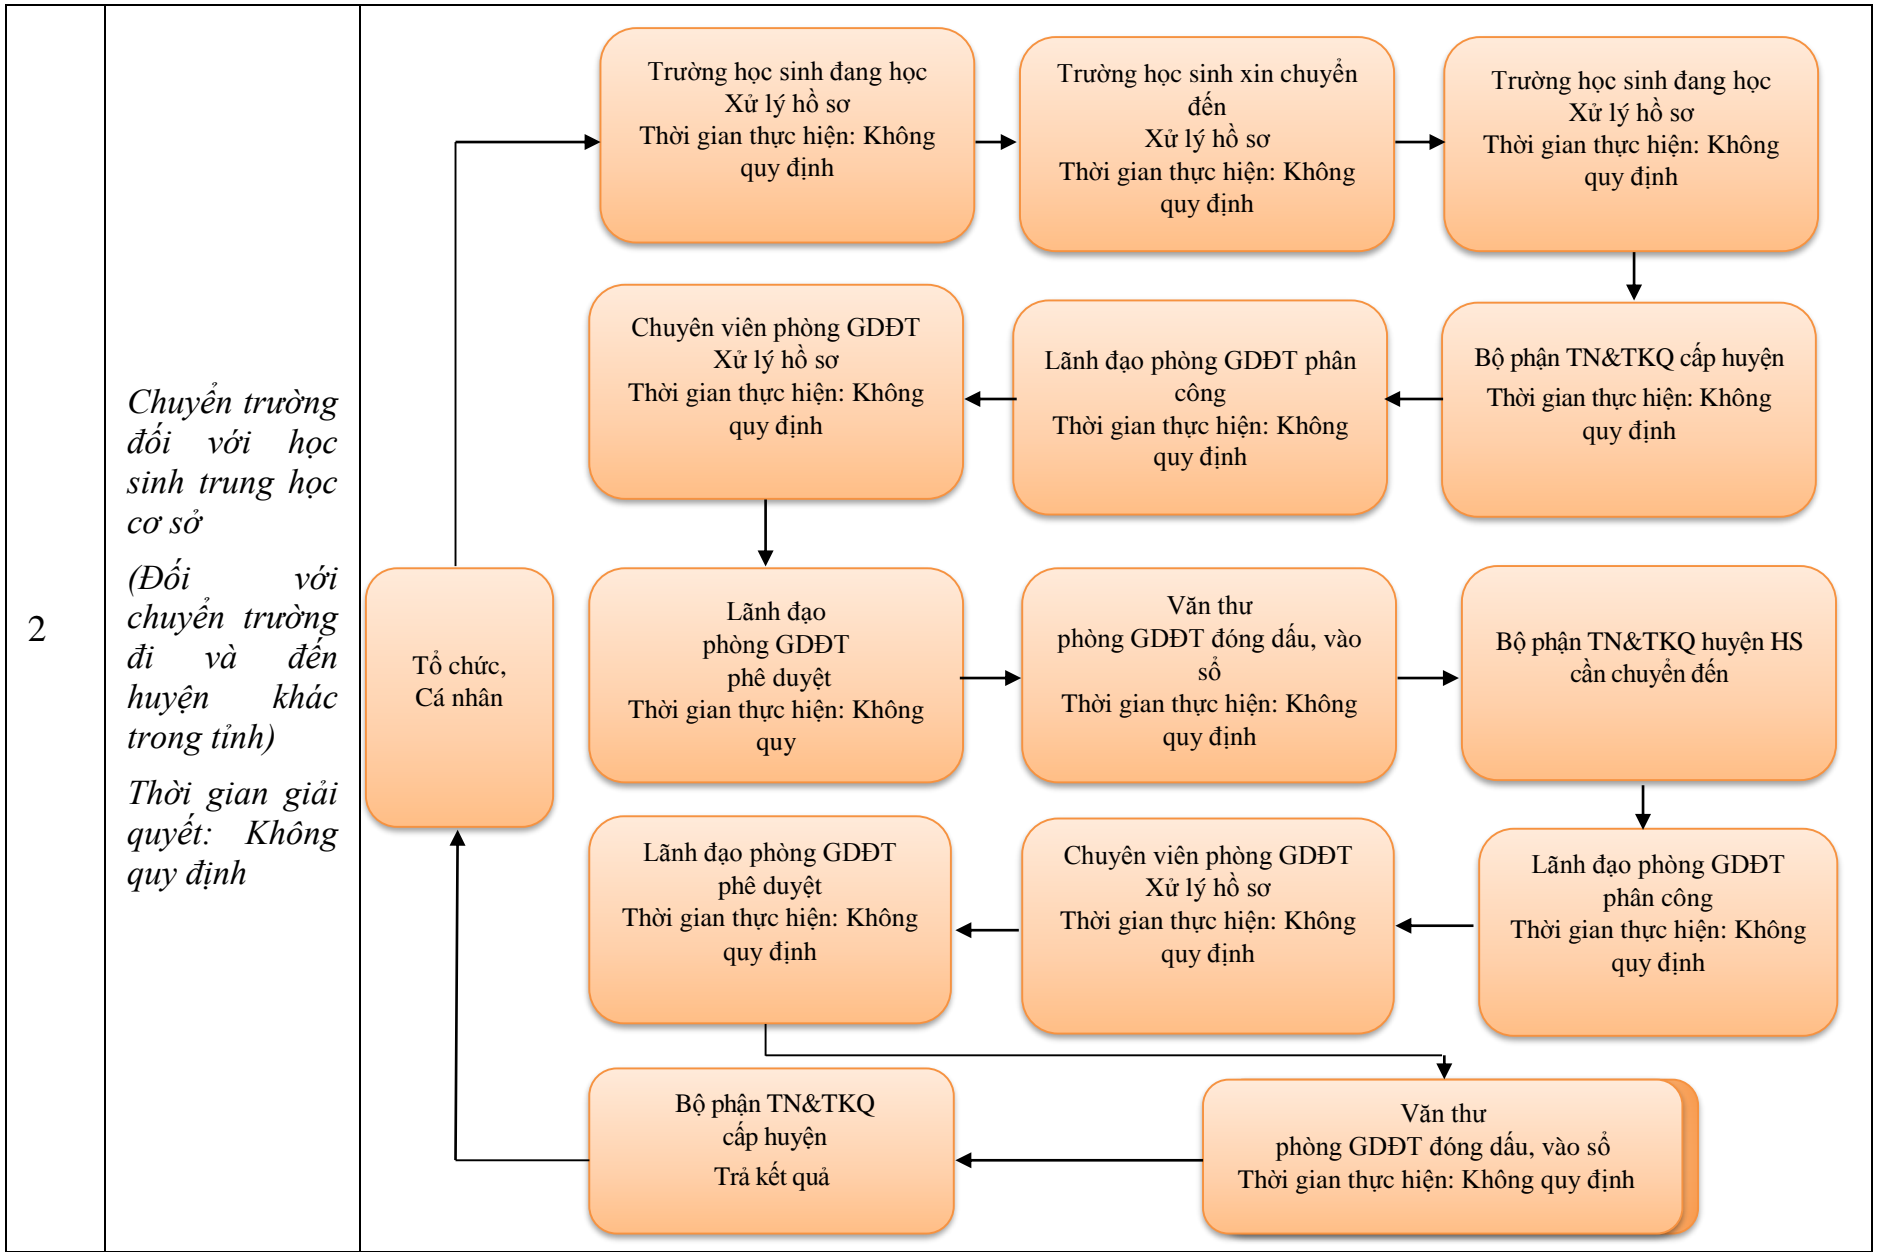 2
Chuyển trường
đối với học
sinh trung học
cơ sở
(Đối với
chuyển trường
đi và đến
huyện khác
trong tỉnh)
Thời gian giải
quyết: Không
quy định
Tổ chức,
Cá nhân
Trường học sinh đang học
Xử lý hồ sơ
Thời gian thực hiện: Không
quy định
Trường học sinh xin chuyển
đến
Xử lý hồ sơ
Thời gian thực hiện: Không
quy định
Trường học sinh đang học
Xử lý hồ sơ
Thời gian thực hiện: Không
quy định
Bộ phận TN&TKQ cấp huyện
Thời gian thực hiện: Không
quy định
Lãnh đạo phòng GDĐT phân
công
Thời gian thực hiện: Không
quy định
Chuyên viên phòng GDĐT
Xử lý hồ sơ
Thời gian thực hiện: Không
quy định
Lãnh đạo
phòng GDĐT
phê duyệt
Thời gian thực hiện: Không
quy
Văn thư
phòng GDĐT đóng dấu, vào
sổ
Thời gian thực hiện: Không
quy định
Bộ phận TN&TKQ huyện HS
cần chuyển đến
Lãnh đạo phòng GDĐT
phân công
Thời gian thực hiện: Không
quy định
Chuyên viên phòng GDĐT
Xử lý hồ sơ
Thời gian thực hiện: Không
quy định
Lãnh đạo phòng GDĐT
phê duyệt
Thời gian thực hiện: Không
quy định
Văn thư
phòng GDĐT đóng dấu, vào sổ
Thời gian thực hiện: Không quy định
Bộ phận TN&TKQ
cấp huyện
Trả kết quả